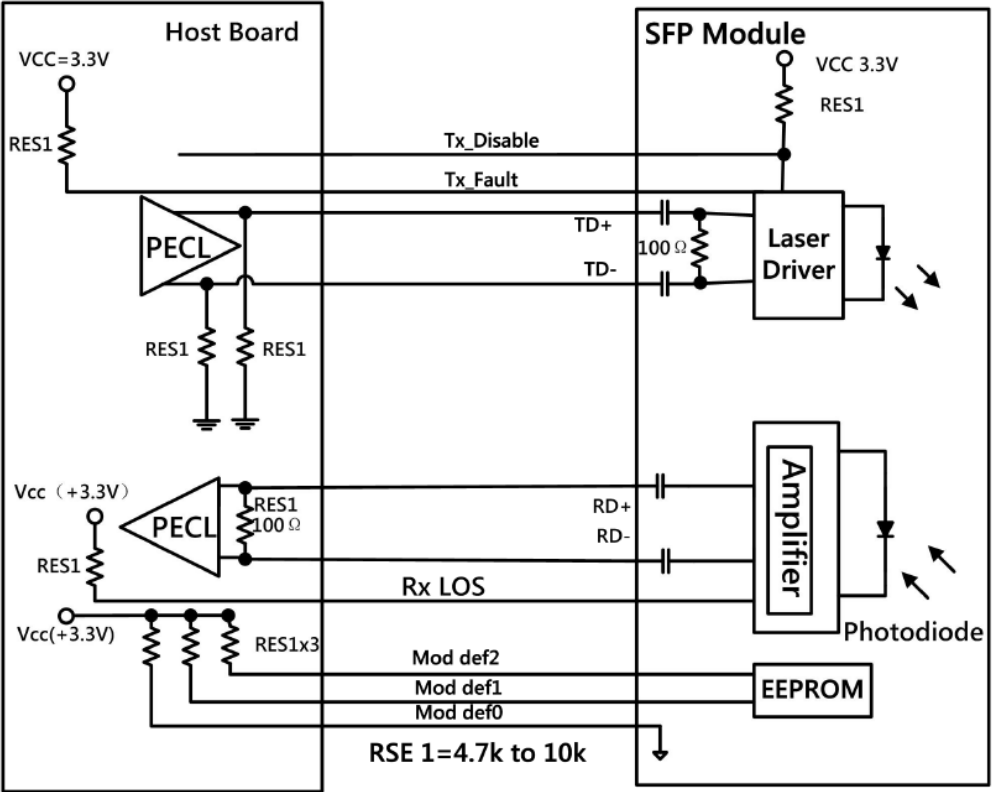 Host Board
SFP Module
VCC=3.3V
VCC 3.3V
RES1
RES1
Tx_Disable
Tx_Fault
PECL
TD+
100Ω
TD-
Laser
Driver
RES1
RES1
Vcc（+3.3V）
PECL
RES1
100Ω
RD+
RD-
Amplifier
RES1
Rx LOS
Vcc(+3.3V)
RES1x3
Photodiode
Mod def2
Mod def1
Mod def0
EEPROM
RSE 1=4.7k to 10k